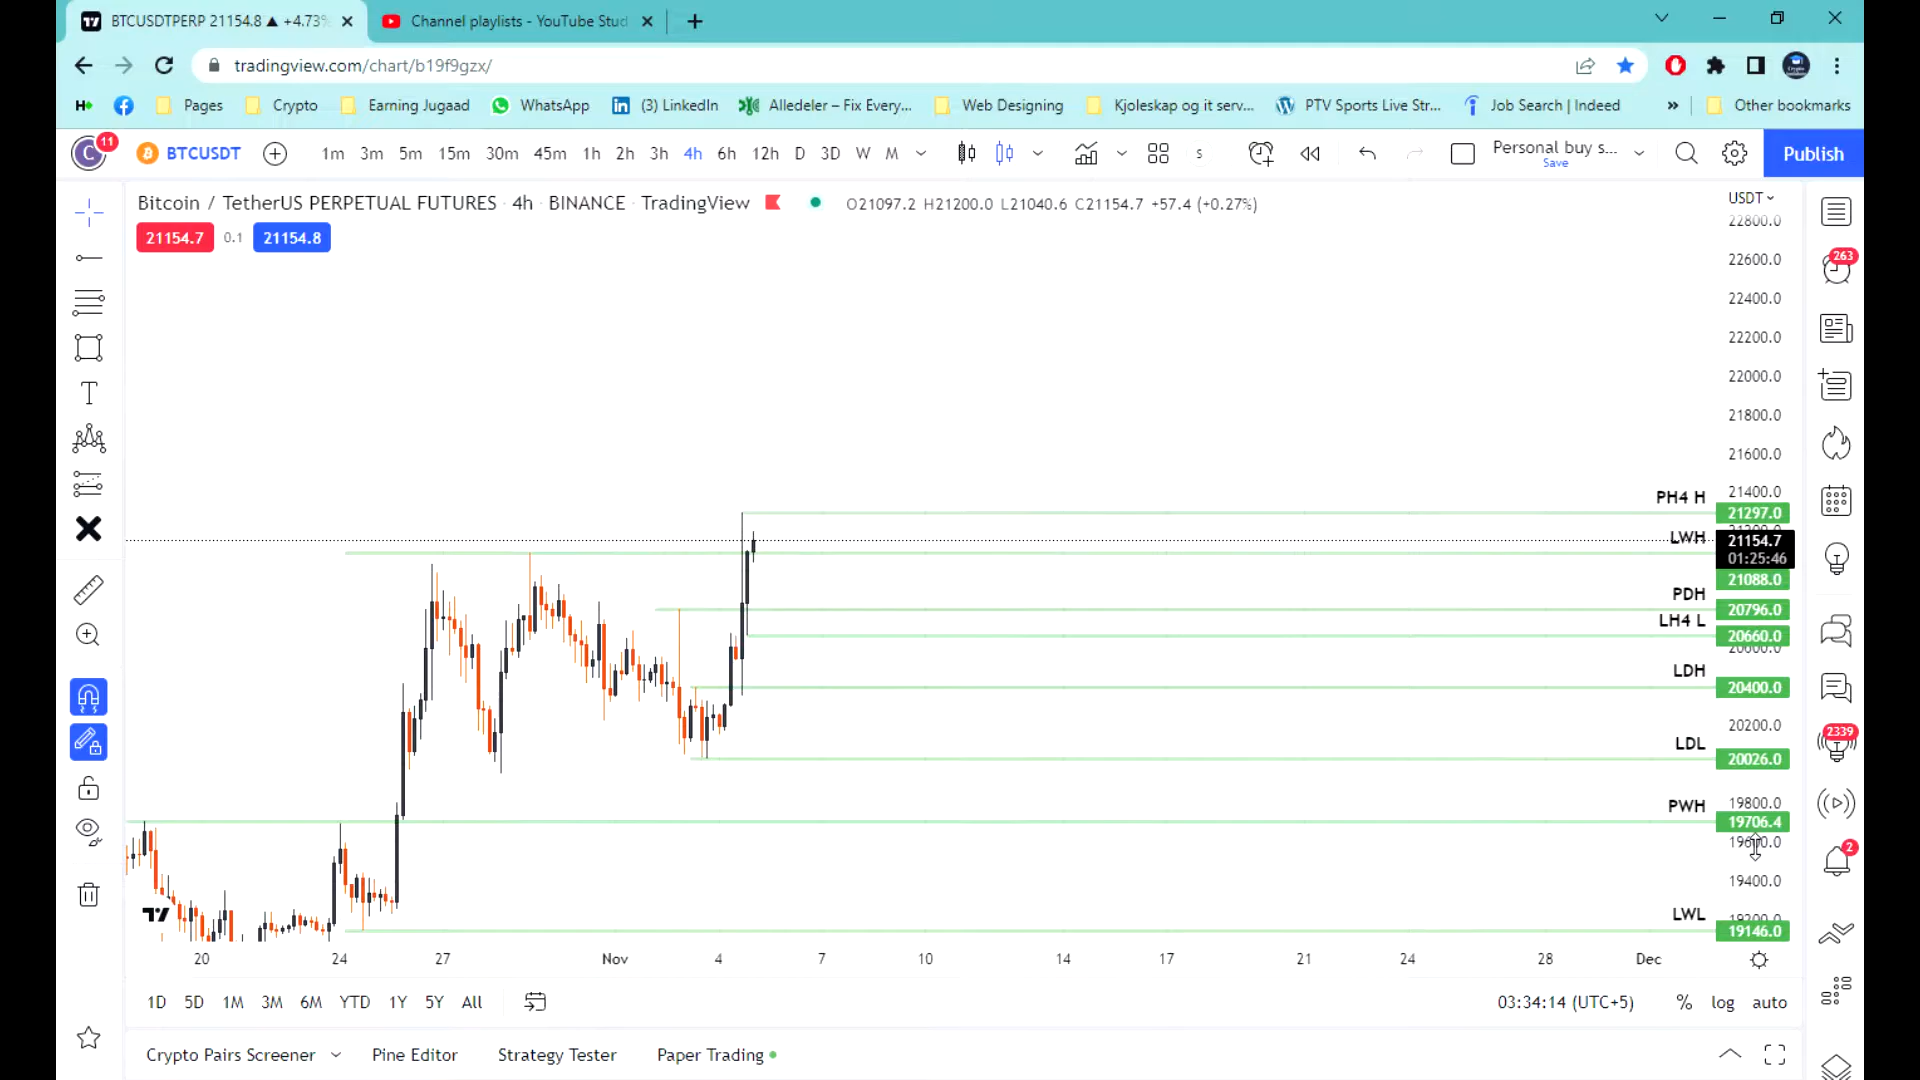 BTCUSDTPERP 21154.8 ▲ +4.73%
Channel playlists - YouTube Stud
tradingview.com/chart/b19f9gzx/
Pages
Crypto
Earning Jugaad
WhatsApp
(3) LinkedIn
Alledeler – Fix Every...
Web Designing
Kjoleskap og it serv...
PTV Sports Live Str...
Job Search | Indeed
»
Other bookmarks
C
11
BTCUSDT
1m 3m 5m 15m 30m 45m 1h 2h 3h 4h 6h 12h D 3D W M
s
Personal buy s...
Save
Publish
Bitcoin / TetherUS PERPETUAL FUTURES · 4h · BINANCE · TradingView
O21097.2 H21200.0 L21040.6 C21154.7 +57.4 (+0.27%)
21154.7 0.1 21154.8
USDT
22800.0
22600.0
22400.0
22200.0
22000.0
21800.0
21600.0
21400.0
PH4 H
21297.0
LWH
21154.7
01:25:46
21088.0
PDH
20796.0
LH4 L
20660.0
20600.0
LDH
20400.0
20200.0
LDL
20026.0
19800.0
PWH
19706.4
19400.0
LWL
19146.0
263
2339
2
20 24 27 Nov 4 7 10 14 17 21 24 28 Dec
1D 5D 1M 3M 6M YTD 1Y 5Y All
03:34:14 (UTC+5)
% log auto
Crypto Pairs Screener
Pine Editor
Strategy Tester
Paper Trading